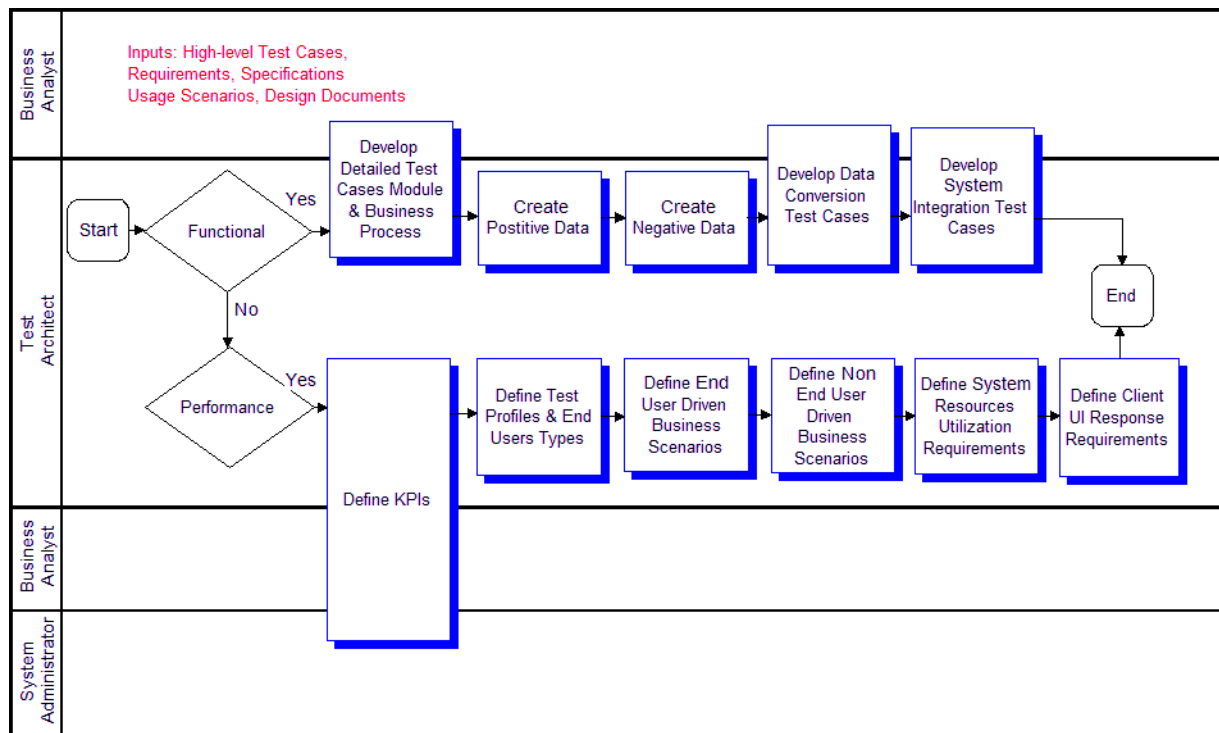 Business
Analyst
Inputs: High-level Test Cases,
Requirements, Specifications
Usage Scenarios, Design Documents
Test
Architect
Start
Functional
Yes
No
Develop
Detailed Test
Cases Module
& Business
Process
Create
Postitive Data
Create
Negative Data
Develop Data
Conversion
Test Cases
Develop
System
Integration Test
Cases
End
Performance
Yes
Define KPIs
Define Test
Profiles & End
Users Types
Define End
User Driven
Business
Scenarios
Define Non
End User
Driven
Business
Scenarios
Define System
Resources
Utilization
Requirements
Define Client
UI Response
Requirements
Business
Analyst
System
Administrator